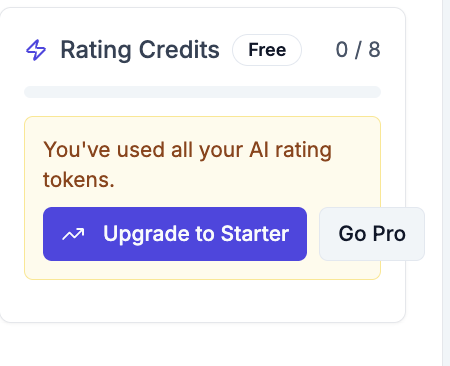 Rating Credits Free 0 / 8
You've used all your AI rating
tokens.
Upgrade to Starter Go Pro